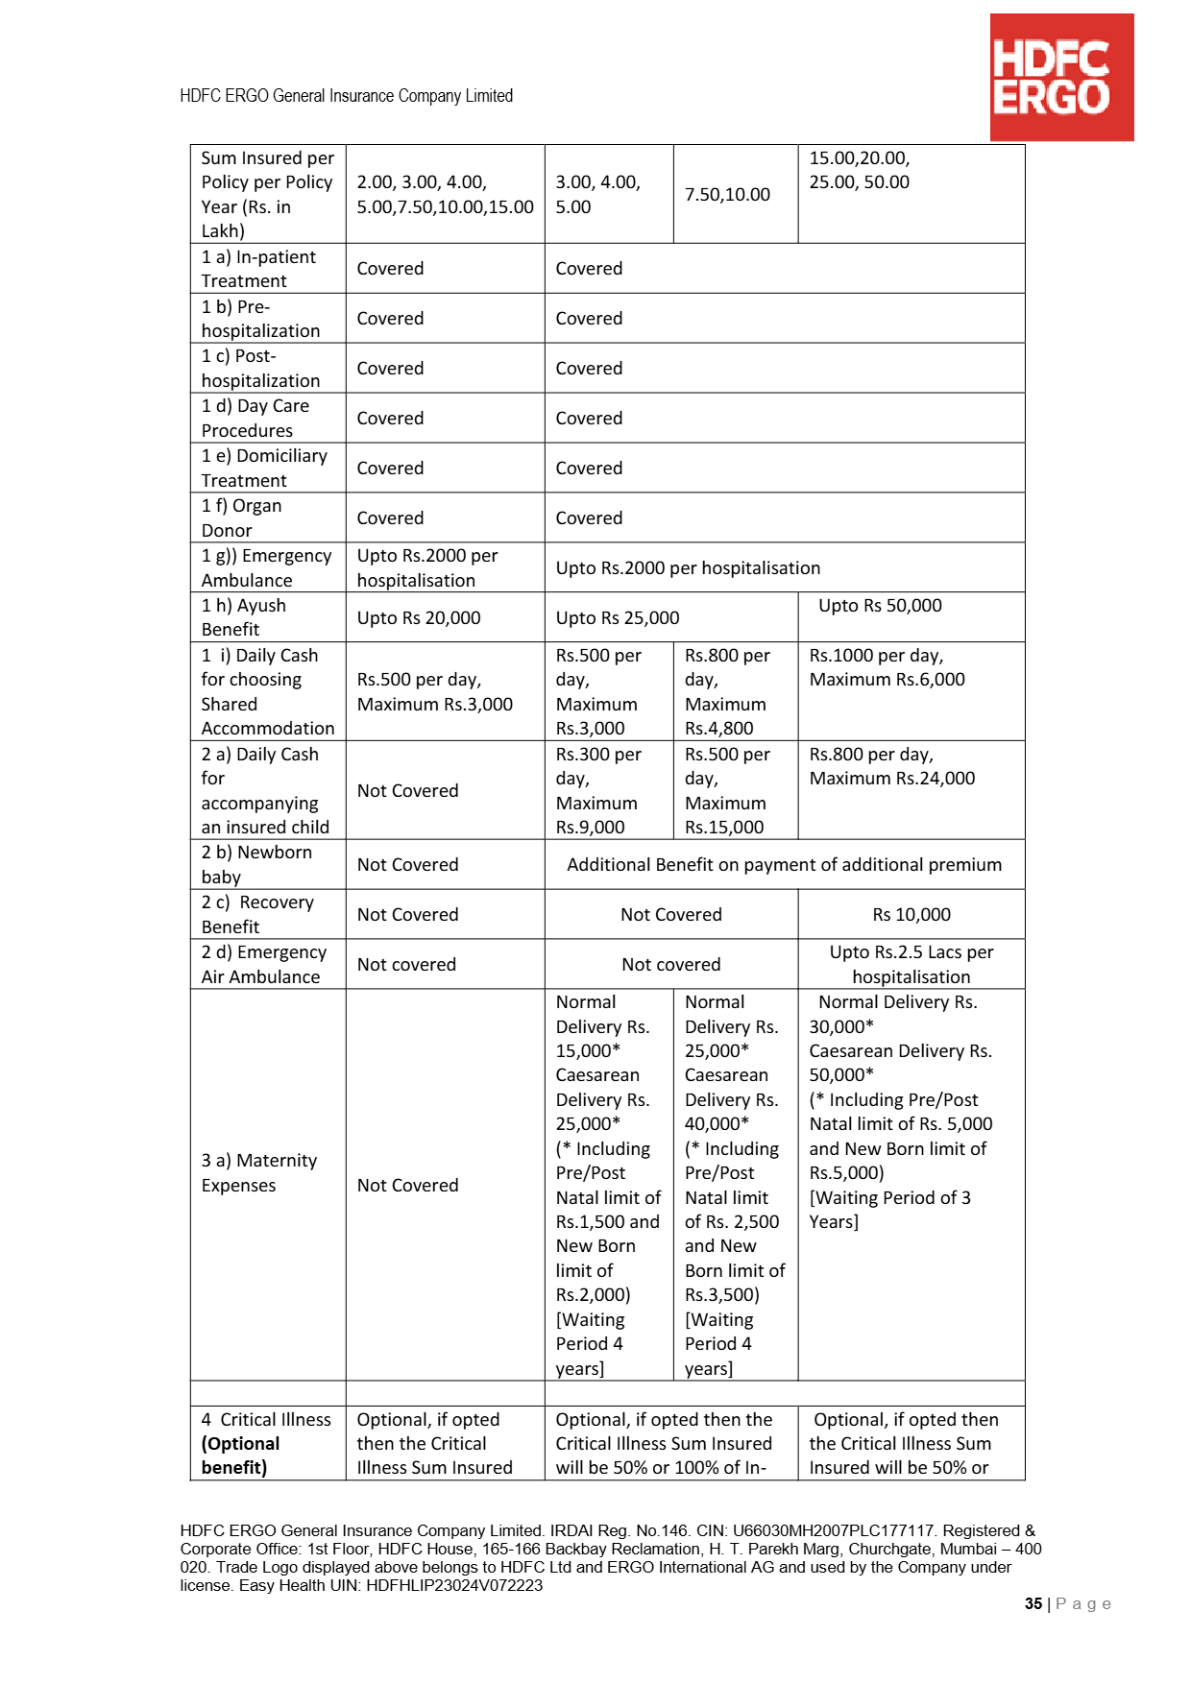 HDFC
ERGO
HDFC ERGO General Insurance Company Limited
Sum Insured per
Policy per Policy
Year (Rs. in
Lakh)
2.00, 3.00, 4.00,
5.00,7.50,10.00,15.00
3.00, 4.00,
5.00
7.50,10.00
15.00,20.00,
25.00, 50.00
1 a) In-patient
Treatment
Covered
Covered
1 b) Pre-
hospitalization
Covered
Covered
1 c) Post-
hospitalization
Covered
Covered
1 d) Day Care
Procedures
Covered
Covered
1 e) Domiciliary
Treatment
Covered
Covered
1 f) Organ
Donor
Covered
Covered
1 g)) Emergency
Ambulance
Upto Rs.2000 per
hospitalisation
Upto Rs.2000 per hospitalisation
1 h) Ayush
Benefit
Upto Rs 20,000
Upto Rs 25,000
Upto Rs 50,000
1 i) Daily Cash
for choosing
Shared
Accommodation
Rs.500 per day,
Maximum Rs.3,000
Rs.500 per
day,
Maximum
Rs.3,000
Rs.800 per
day,
Maximum
Rs.4,800
Rs.1000 per day,
Maximum Rs.6,000
2 a) Daily Cash
for
accompanying
an insured child
Not Covered
Rs.300 per
day,
Maximum
Rs.9,000
Rs.500 per
day,
Maximum
Rs.15,000
Rs.800 per day,
Maximum Rs.24,000
2 b) Newborn
baby
Not Covered
Additional Benefit on payment of additional premium
2 c) Recovery
Benefit
Not Covered
Not Covered
Rs 10,000
2 d) Emergency
Air Ambulance
Not covered
Not covered
Upto Rs.2.5 Lacs per
hospitalisation
3 a) Maternity
Expenses
Not Covered
Normal
Delivery Rs.
15,000*
Caesarean
Delivery Rs.
25,000*
(* Including
Pre/Post
Natal limit of
Rs.1,500 and
New Born
limit of
Rs.2,000)
[Waiting
Period 4
years]
Normal
Delivery Rs.
25,000*
Caesarean
Delivery Rs.
40,000*
(* Including
Pre/Post
Natal limit
of Rs. 2,500
and New
Born limit of
Rs.3,500)
[Waiting
Period 4
years]
Normal Delivery Rs.
30,000*
Caesarean Delivery Rs.
50,000*
(* Including Pre/Post
Natal limit of Rs. 5,000
and New Born limit of
Rs.5,000)
[Waiting Period of 3
Years]
4 Critical Illness
(Optional
benefit)
Optional, if opted
then the Critical
Illness Sum Insured
Optional, if opted then the
Critical Illness Sum Insured
will be 50% or 100% of In-
Optional, if opted then
the Critical Illness Sum
Insured will be 50% or
HDFC ERGO General Insurance Company Limited. IRDAI Reg. No.146. CIN: U66030MH2007PLC177117. Registered &
Corporate Office: 1st Floor, HDFC House, 165-166 Backbay Reclamation, H. T. Parekh Marg, Churchgate, Mumbai – 400
020. Trade Logo displayed above belongs to HDFC Ltd and ERGO International AG and used by the Company under
license. Easy Health UIN: HDFHLIP23024V072223
35 | Page